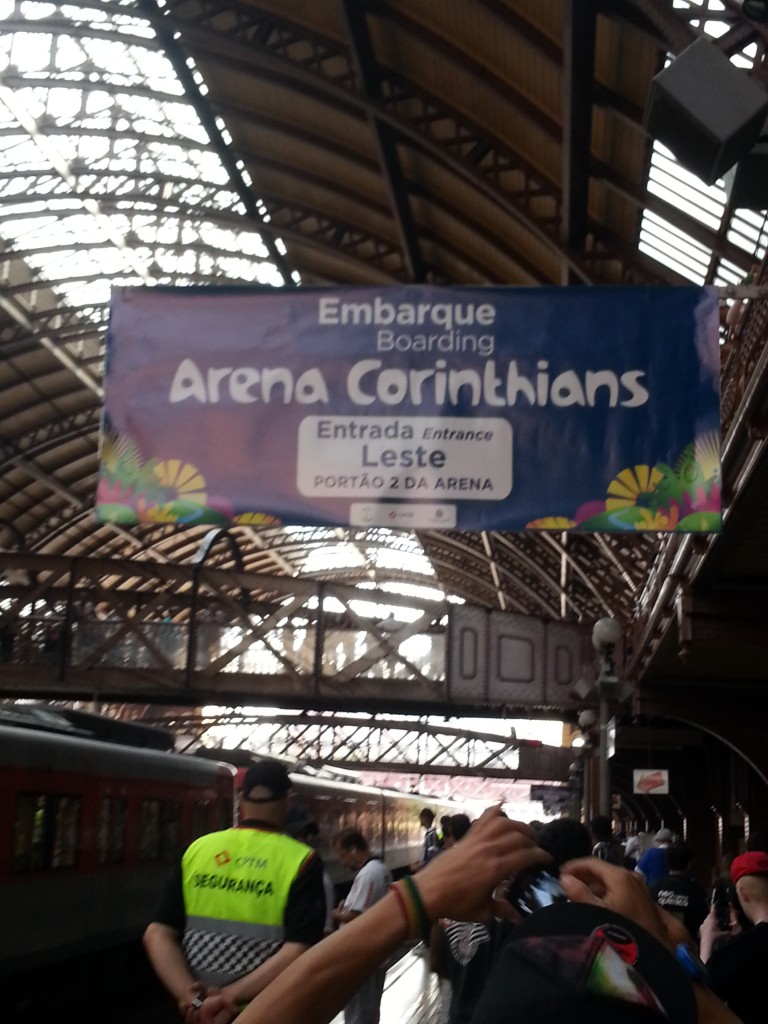 Embarque
Boarding
Arena Corinthians
Entrada Entrance
Leste
PORTÃO 2 DA ARENA
CPTM
SEGURANÇA